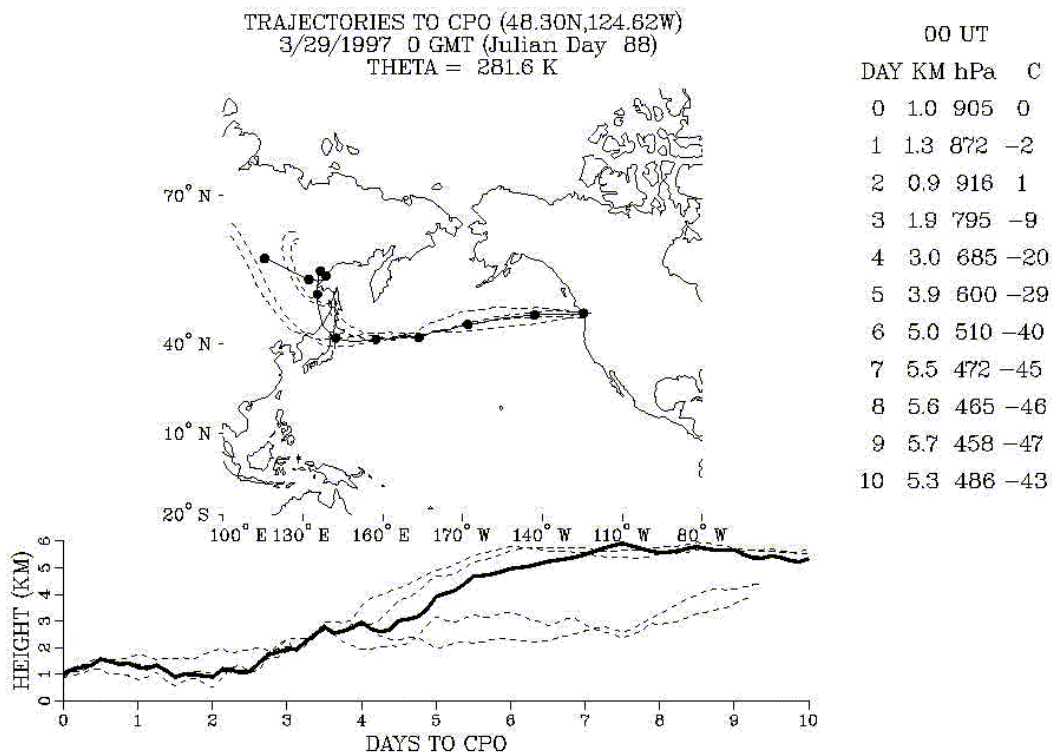 TRAJECTORIES TO CPO (48.30N,124.62W)
3/29/1997 0 GMT (Julian Day 88)
THETA = 281.6 K
00 UT
DAY KM hPa C
0 1.0 905 0
1 1.3 872 −2
2 0.9 916 1
3 1.9 795 −9
4 3.0 685 −20
5 3.9 600 −29
6 5.0 510 −40
7 5.5 472 −45
8 5.6 465 −46
9 5.7 458 −47
10 5.3 486 −43
70° N
40° N
10° N
20° S
100° E 130° E 160° E 170° W 140° W 110° W 80° W
HEIGHT (KM)
6
5
4
3
2
1
0
0 1 2 3 4 5 6 7 8 9 10
DAYS TO CPO